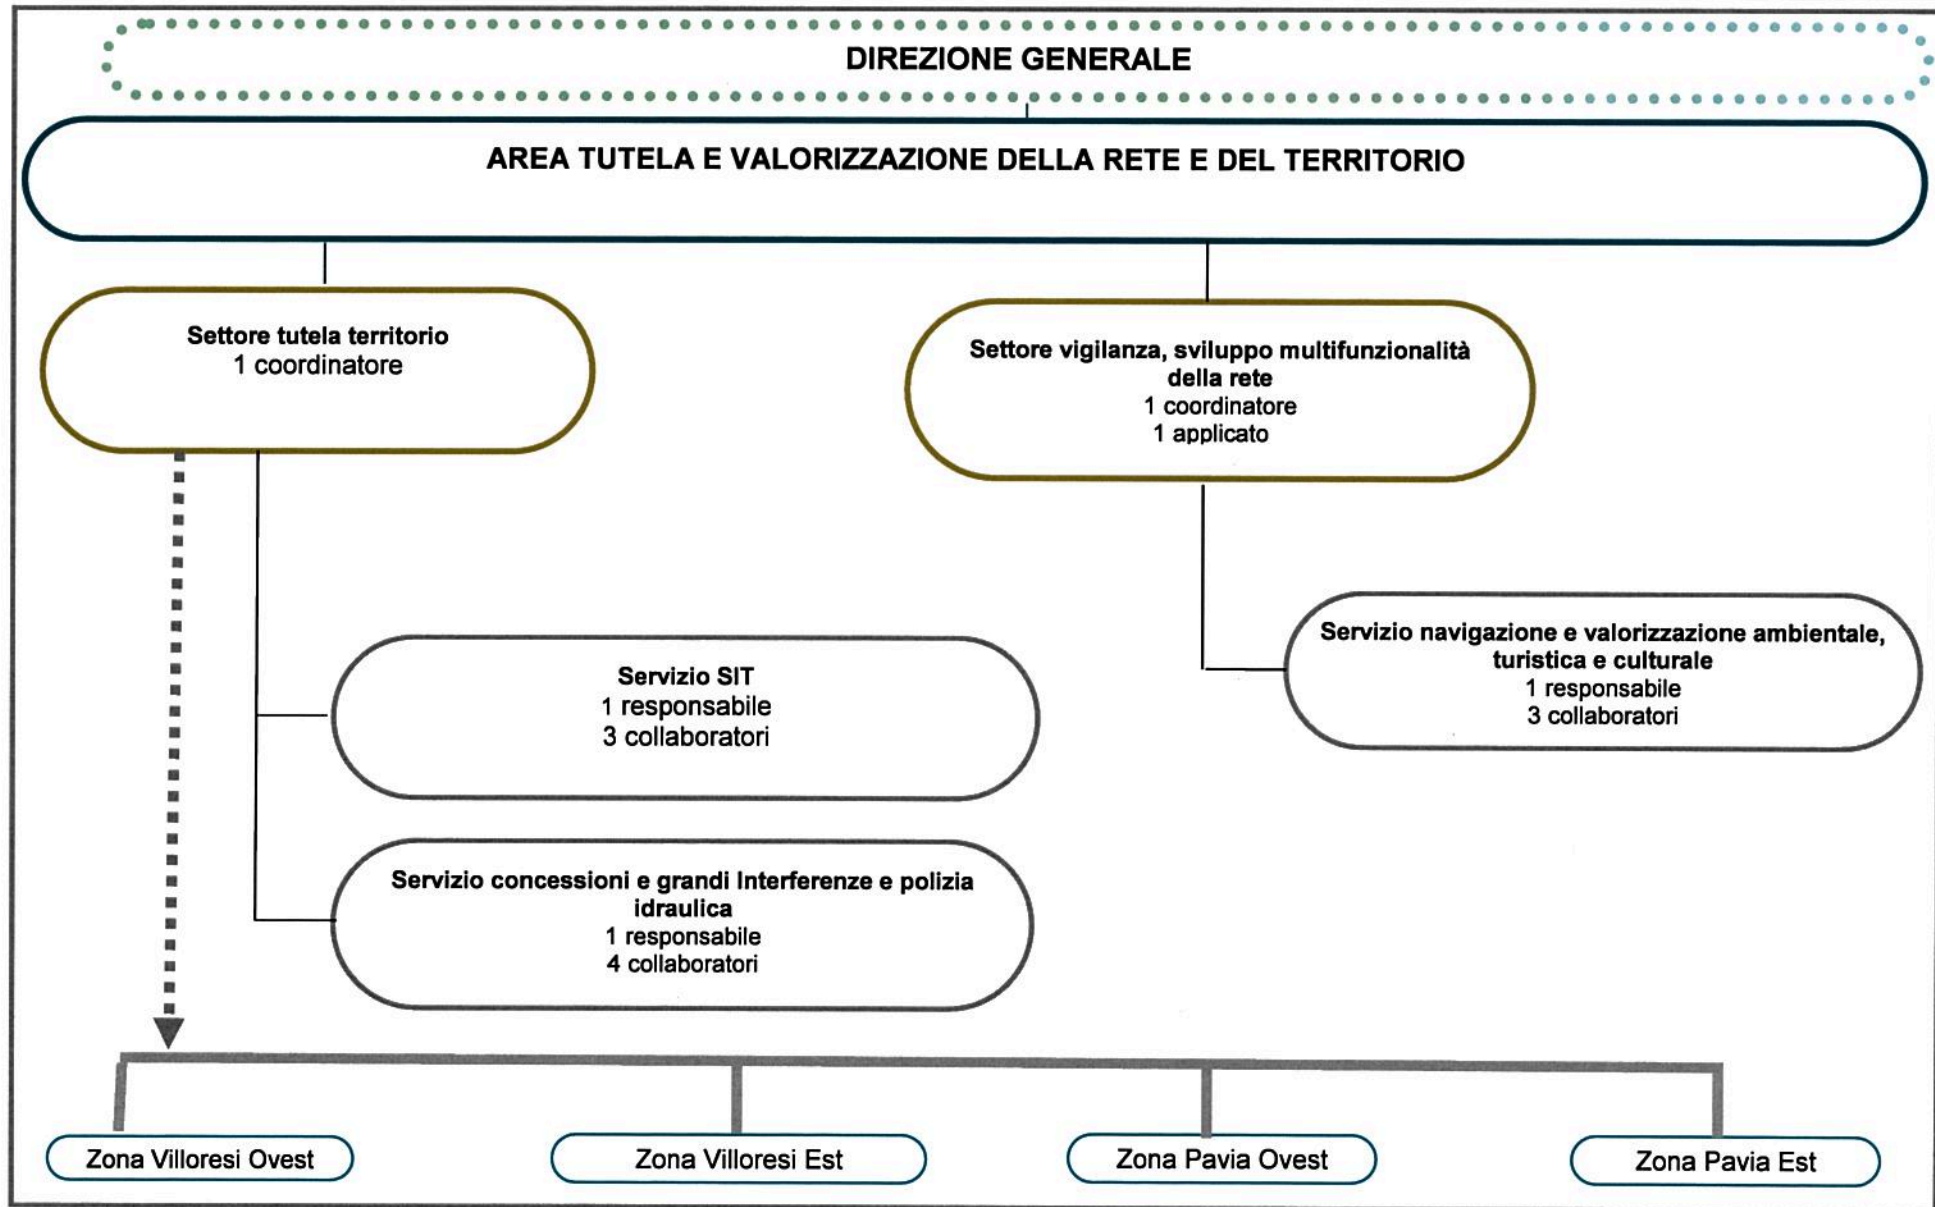 DIREZIONE GENERALE
AREA TUTELA E VALORIZZAZIONE DELLA RETE E DEL TERRITORIO
Settore tutela territorio
1 coordinatore
Settore vigilanza, sviluppo multifunzionalità
della rete
1 coordinatore
1 applicato
Servizio navigazione e valorizzazione ambientale,
turistica e culturale
1 responsabile
3 collaboratori
Servizio SIT
1 responsabile
3 collaboratori
Servizio concessioni e grandi Interferenze e polizia
idraulica
1 responsabile
4 collaboratori
Zona Villoresi Ovest
Zona Villoresi Est
Zona Pavia Ovest
Zona Pavia Est